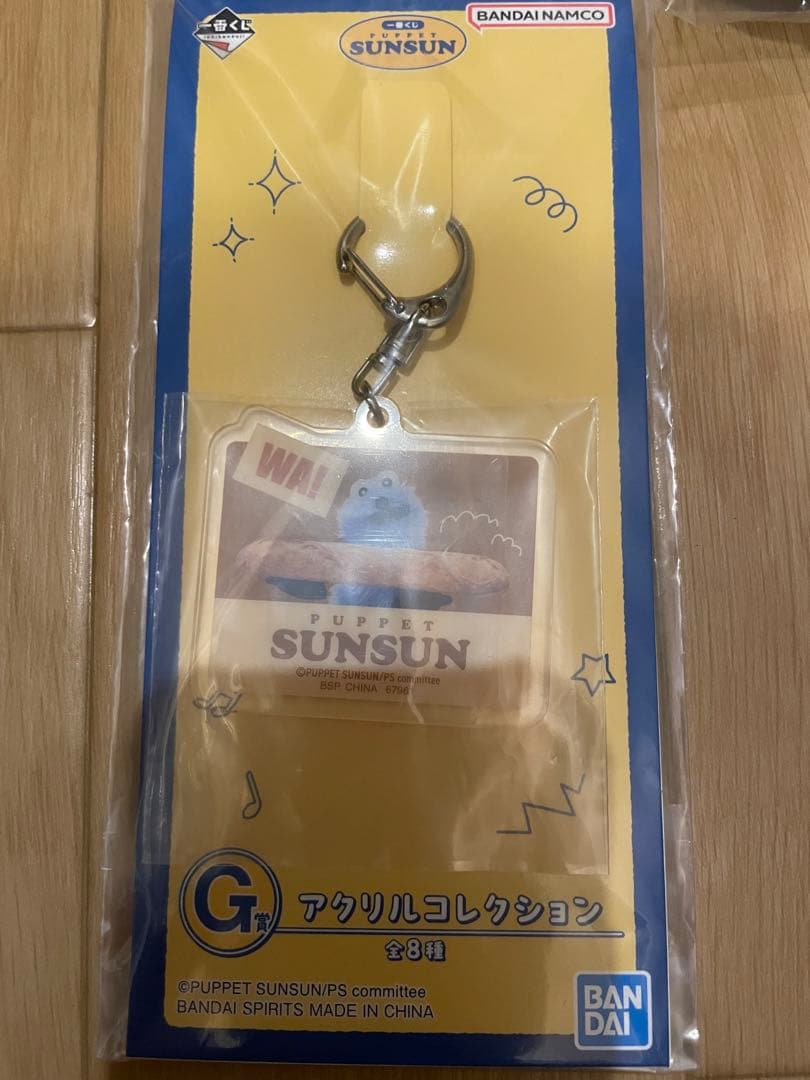 一番くじ
ichibankuji
一番くじ
PUPPET
SUNSUN
BANDAI NAMCO
WA!
PUPPET
SUNSUN
©PUPPET SUNSUN/PS committee
BSP CHINA
G賞
アクリルコレクション
全8種
©PUPPET SUNSUN/PS committee
BANDAI SPIRITS MADE IN CHINA
BAN
DAI